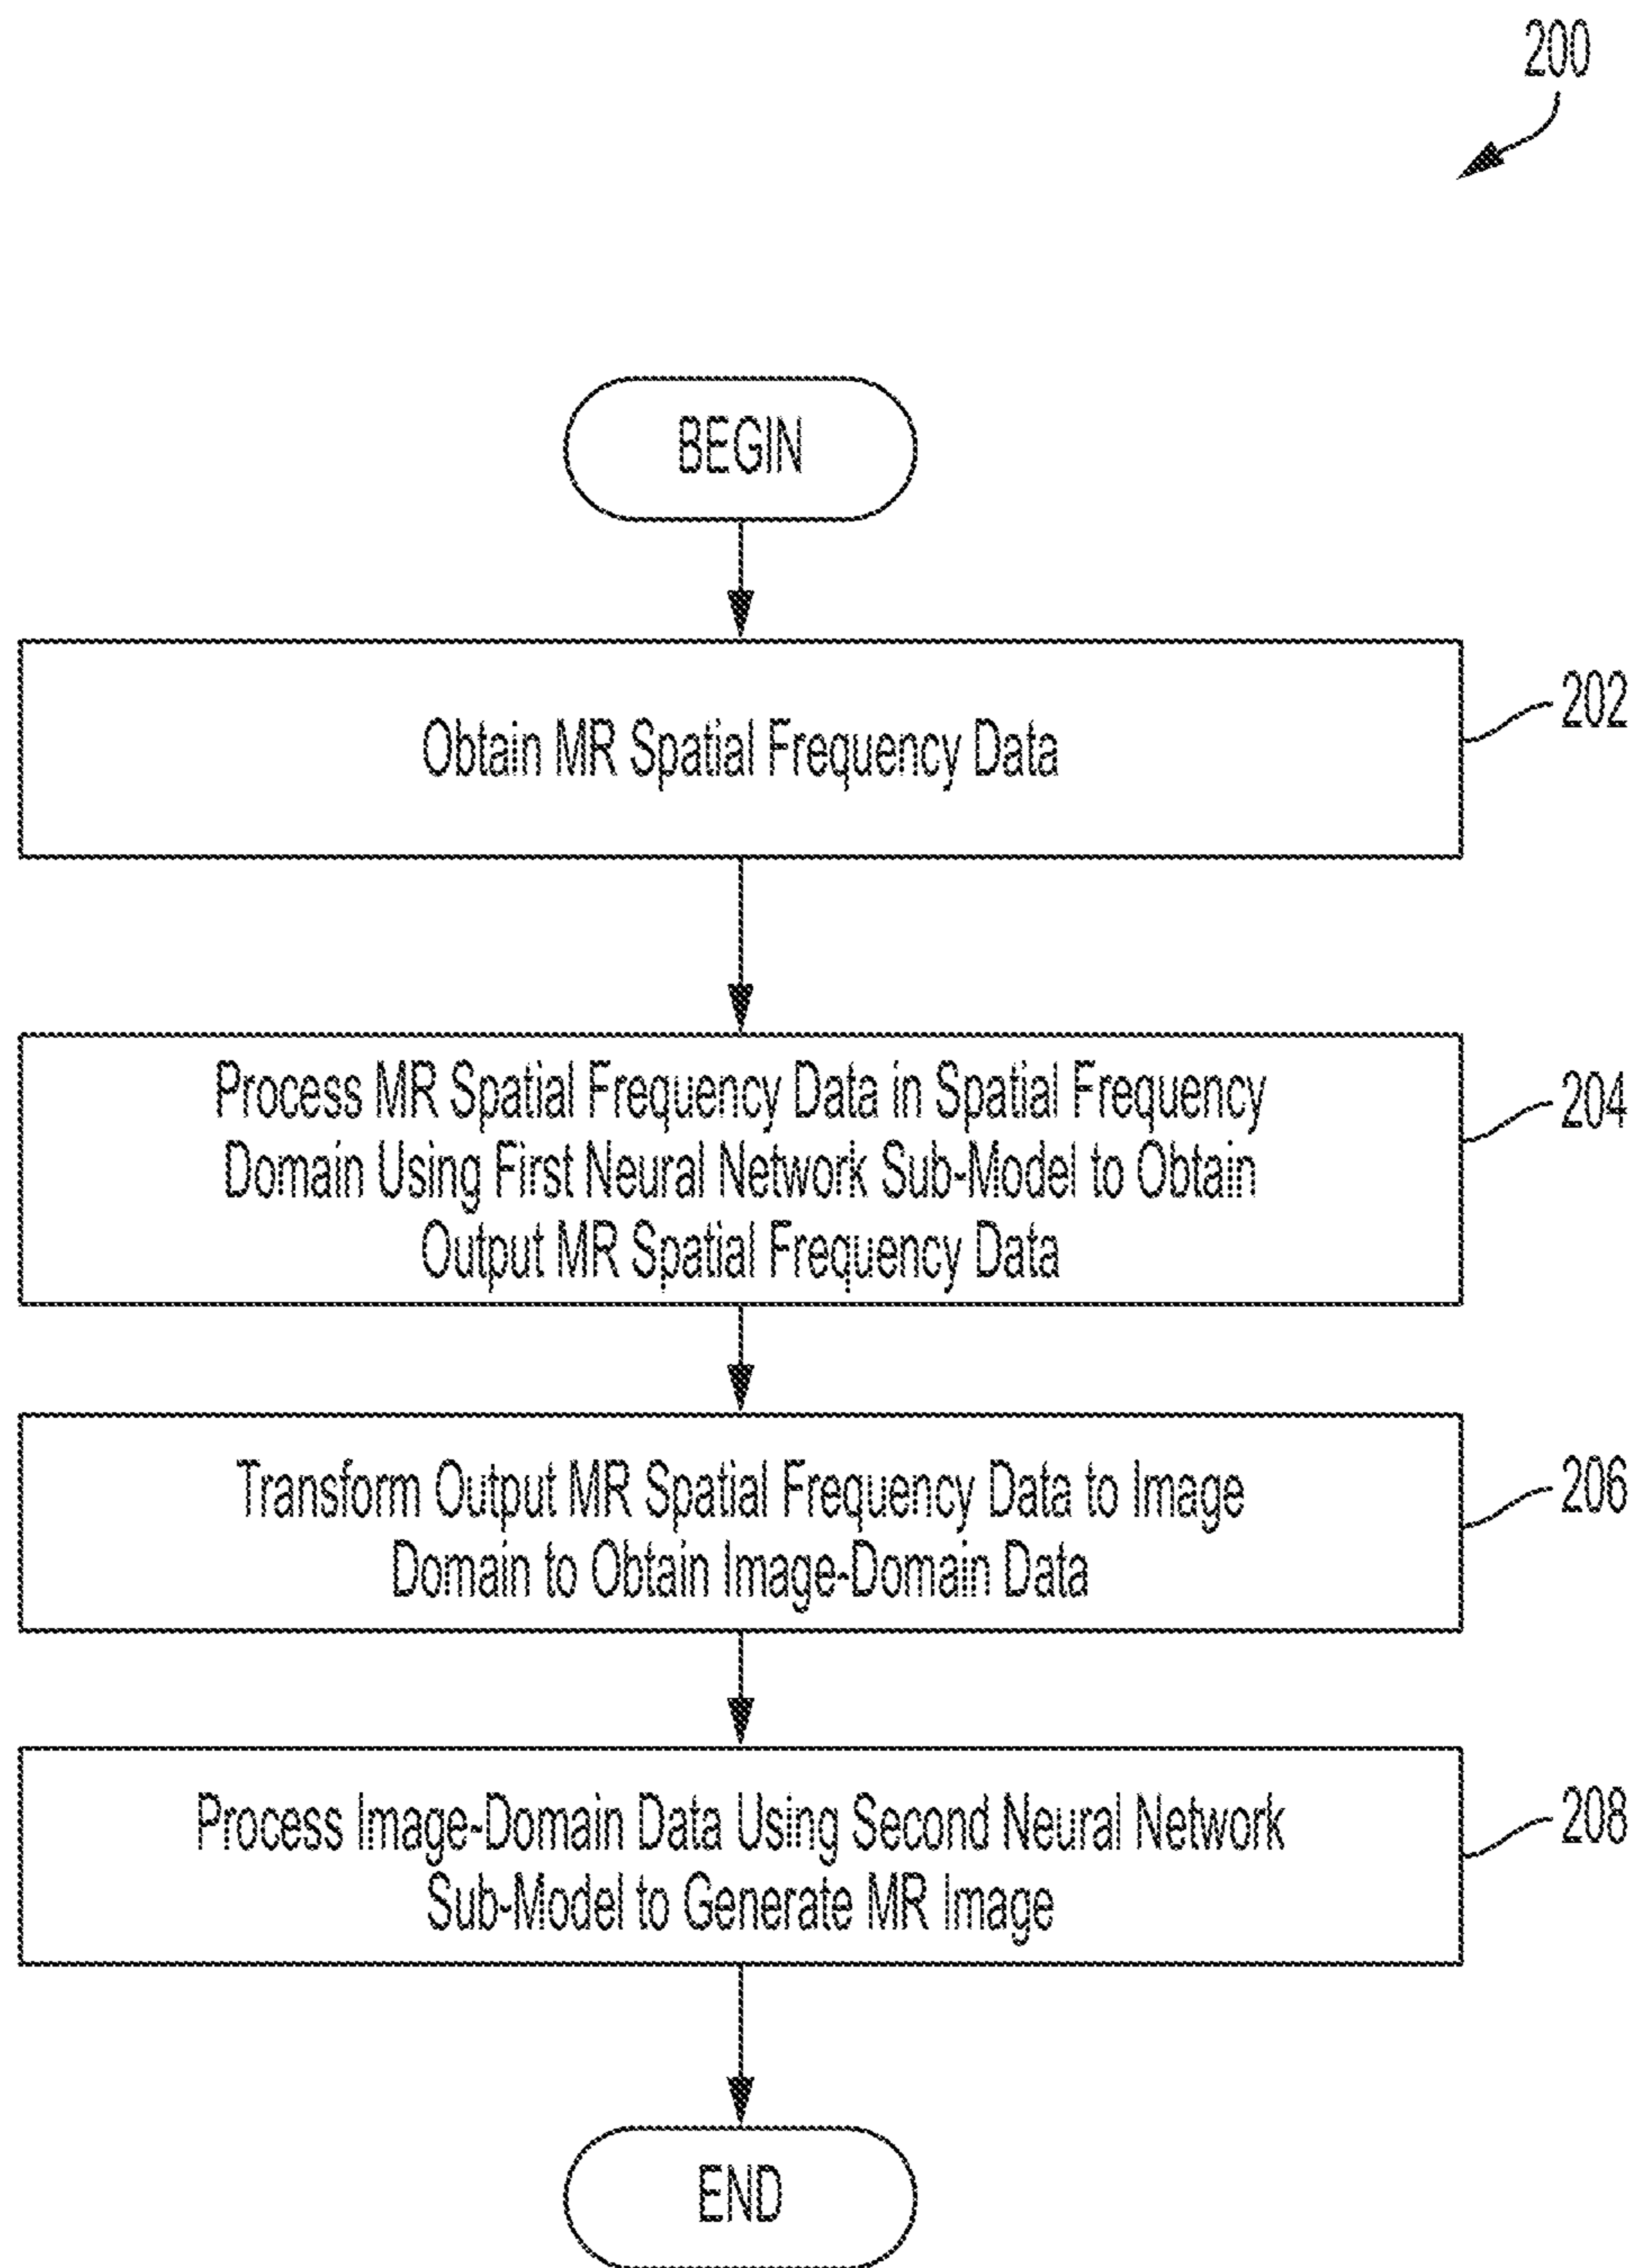 200
BEGIN
Obtain MR Spatial Frequency Data
202
Process MR Spatial Frequency Data in Spatial Frequency
Domain Using First Neural Network Sub-Model to Obtain
Output MR Spatial Frequency Data
204
Transform Output MR Spatial Frequency Data to Image
Domain to Obtain Image-Domain Data
206
Process Image-Domain Data Using Second Neural Network
Sub-Model to Generate MR Image
208
END